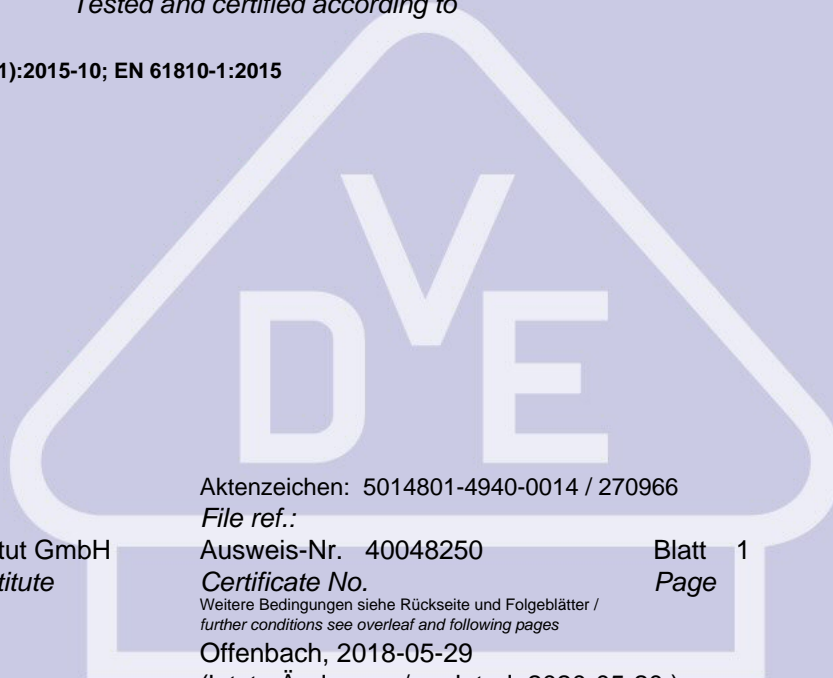 Tested and certified according to
1):2015-10; EN 61810-1:2015
VDE
Aktenzeichen: 5014801-4940-0014 / 270966
File ref.:
tut GmbH Ausweis-Nr. 40048250 Blatt 1
titute Certificate No. Page
Weitere Bedingungen siehe Rückseite und Folgeblätter /
further conditions see overleaf and following pages
Offenbach, 2018-05-29